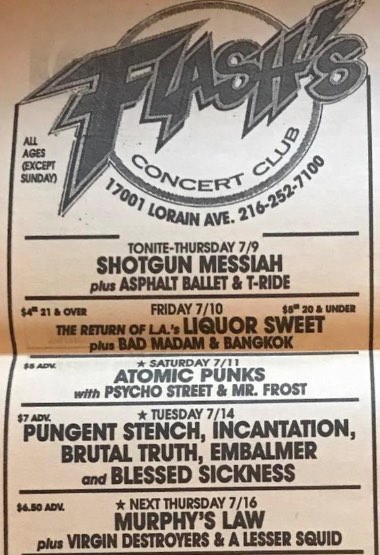 FLASH'S
CONCERT CLUB
17001 LORAIN AVE. 216-252-7100
ALL
AGES
(EXCEPT
SUNDAY)
TONITE-THURSDAY 7/9
SHOTGUN MESSIAH
plus ASPHALT BALLET & T-RIDE
$4⁰⁰ 21 & OVER FRIDAY 7/10 $5⁰⁰ 20 & UNDER
THE RETURN OF L.A.'s LIQUOR SWEET
plus BAD MADAM & BANGKOK
$5 ADV. ★ SATURDAY 7/11
ATOMIC PUNKS
with PSYCHO STREET & MR. FROST
$7 ADV. ★ TUESDAY 7/14
PUNGENT STENCH, INCANTATION,
BRUTAL TRUTH, EMBALMER
and BLESSED SICKNESS
$6.50 ADV. ★ NEXT THURSDAY 7/16
MURPHY'S LAW
plus VIRGIN DESTROYERS & A LESSER SQUID